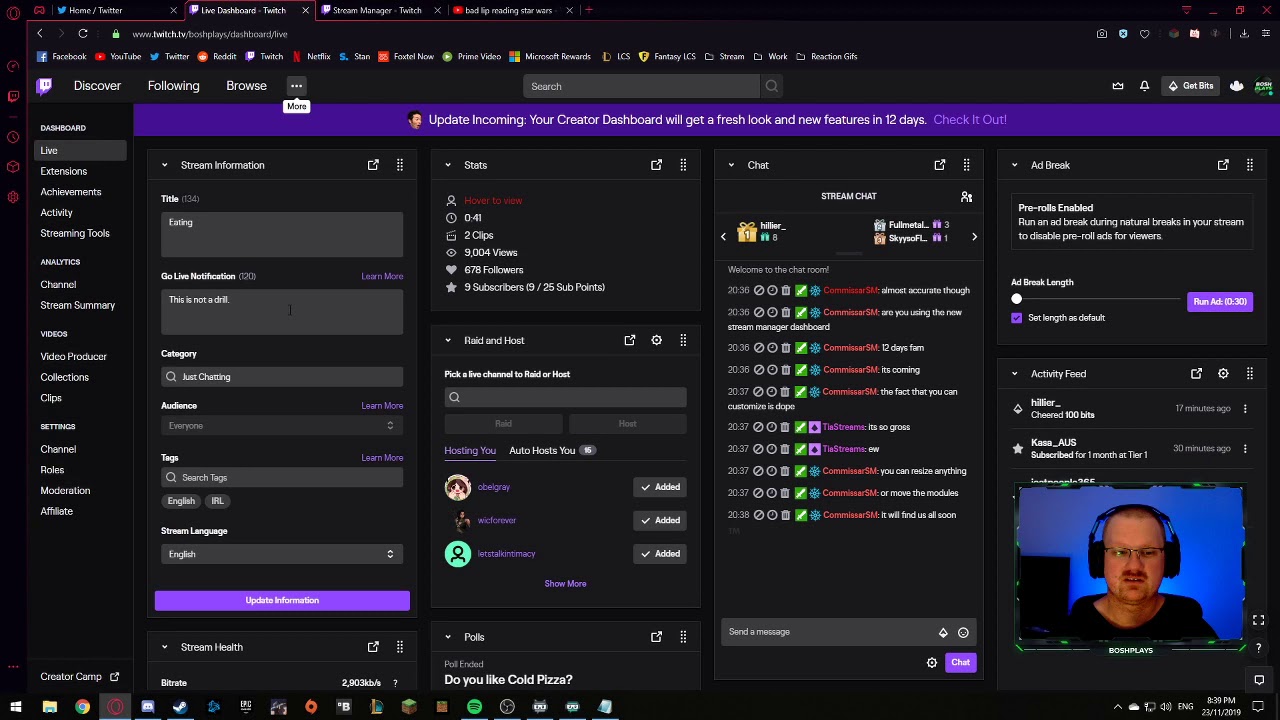 Home / Twitter
Live Dashboard - Twitch
Stream Manager - Twitch
bad lip reading star wars -
www.twitch.tv/boshplays/dashboard/live
Facebook
YouTube
Twitter
Reddit
Twitch
Netflix
Stan
Foxtel Now
Prime Video
Microsoft Rewards
LCS
Fantasy LCS
Stream
Work
Reaction Gifs
Discover
Following
Browse
More
Search
Get Bits
Update Incoming: Your Creator Dashboard will get a fresh look and new features in 12 days. Check It Out!
DASHBOARD
Live
Extensions
Achievements
Activity
Streaming Tools
ANALYTICS
Channel
Stream Summary
VIDEOS
Video Producer
Collections
Clips
SETTINGS
Channel
Roles
Moderation
Affiliate
Creator Camp
Stream Information
Title (134)
Eating
Go Live Notification (120)
Learn More
This is not a drill.
Category
Just Chatting
Audience
Learn More
Everyone
Tags
Learn More
Search Tags
English
IRL
Stream Language
English
Update Information
Stream Health
Bitrate
2,903kb/s ?
Stats
Hover to view
0:41
2 Clips
9,004 Views
678 Followers
9 Subscribers (9 / 25 Sub Points)
Raid and Host
Pick a live channel to Raid or Host
Raid
Host
Hosting You
Auto Hosts You 16
obelgray
Added
wicforever
Added
letstalkintimacy
Added
Show More
Polls
Poll Ended
Do you like Cold Pizza?
Chat
STREAM CHAT
1
hillier_
8
Fullmetal... 3
SkyysoFl... 1
Welcome to the chat room!
20:36 CommissarSM: almost accurate though
20:36 CommissarSM: are you using the new
stream manager dashboard
20:36 CommissarSM: 12 days fam
20:36 CommissarSM: its coming
20:37 CommissarSM: the fact that you can
customize is dope
20:37 TiaStreams: its so gross
20:37 TiaStreams: ew
20:37 CommissarSM: you can resize anything
20:37 CommissarSM: or move the modules
20:38 CommissarSM: it will find us all soon
Send a message
Chat
Ad Break
Pre-rolls Enabled
Run an ad break during natural breaks in your stream
to disable pre-roll ads for viewers.
Ad Break Length
Run Ad: (0:30)
Set length as default
Activity Feed
hillier_
Cheered 100 bits
17 minutes ago
Kasa_AUS
Subscribed for 1 month at Tier 1
30 minutes ago
BOSHPLAYS
?
ENG
8:39 PM
23/11/2019